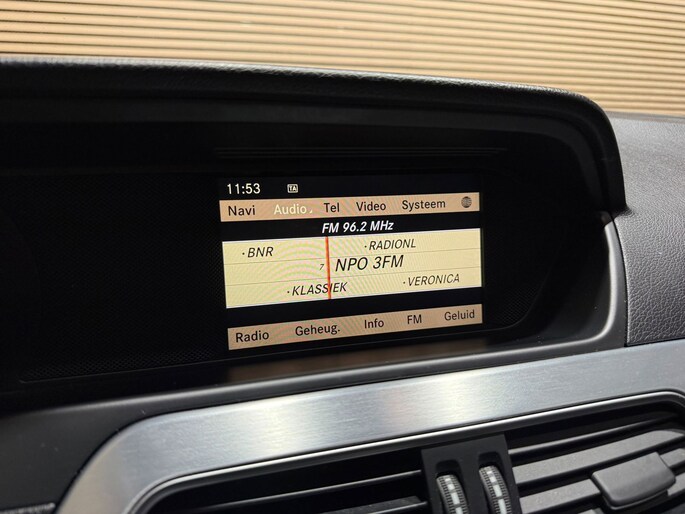 11:53 TA
Navi Audio Tel Video Systeem
FM 96.2 MHz
·BNR ·RADIONL
7 NPO 3FM
·KLASSIEK ·VERONICA
Radio Geheug. Info FM Geluid